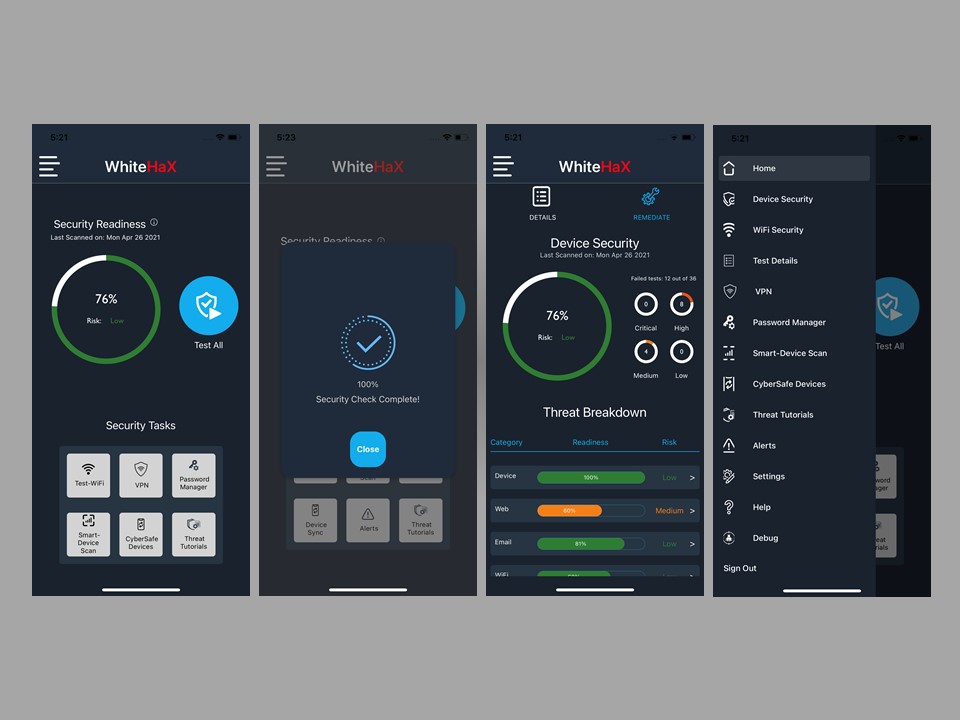 5:21
WhiteHaX
Security Readiness
Last Scanned on: Mon Apr 26 2021
76%
Risk: Low
Test All
Security Tasks
Test-WiFi
VPN
Password
Manager
Smart-
Device
Scan
CyberSafe
Devices
Threat
Tutorials
5:23
WhiteHaX
Security Readiness
100%
Security Check Complete!
Close
Scan
Device
Sync
Alerts
Threat
Tutorials
5:21
WhiteHaX
DETAILS
REMEDIATE
Device Security
Last Scanned on: Mon Apr 26 2021
Failed tests: 12 out of 36
76%
Risk: Low
0
8
Critical
High
4
0
Medium
Low
Threat Breakdown
Category Readiness Risk
Device 100% Low >
Web 60% Medium >
Email 81% Low >
WiFi
5:21
Home
Device Security
WiFi Security
Test Details
VPN
Password Manager
Smart-Device Scan
CyberSafe Devices
Threat Tutorials
Alerts
Settings
Help
Debug
Sign Out
Test All